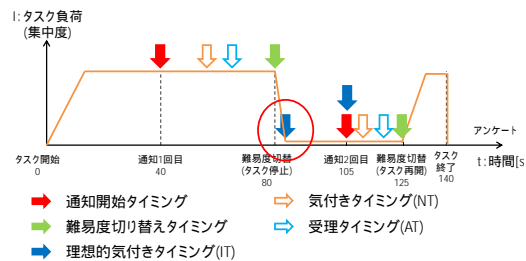 I:タスク負荷
(集中度)
アンケート
タスク開始
0
通知1回目
40
難易度切替
(タスク停止)
80
通知2回目
105
難易度切替
(タスク再開)
125
タスク
終了
140
t:時間[s
通知開始タイミング
気付きタイミング(NT)
難易度切り替えタイミング
受理タイミング(AT)
理想的気付きタイミング(IT)